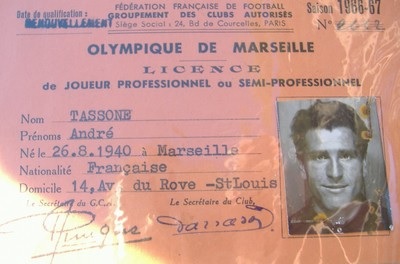 FÉDÉRATION FRANÇAISE DE FOOTBALL
Date de qualification :
GROUPEMENT DES CLUBS AUTORISÉS
Saison 1966-67
RENOUVELLEMENT
Siège Social : 24, Bd de Courcelles, PARIS.
N°
OLYMPIQUE DE MARSEILLE
LICENCE
de JOUEUR PROFESSIONNEL ou SEMI-PROFESSIONNEL
Nom TASSONE
Prénoms André
Né le 26.8.1940 à Marseille
Nationalité Française
Domicile 14, Av. du Rove -StLouis
Le Secrétaire du G.C.A. Le Secrétaire du Club,